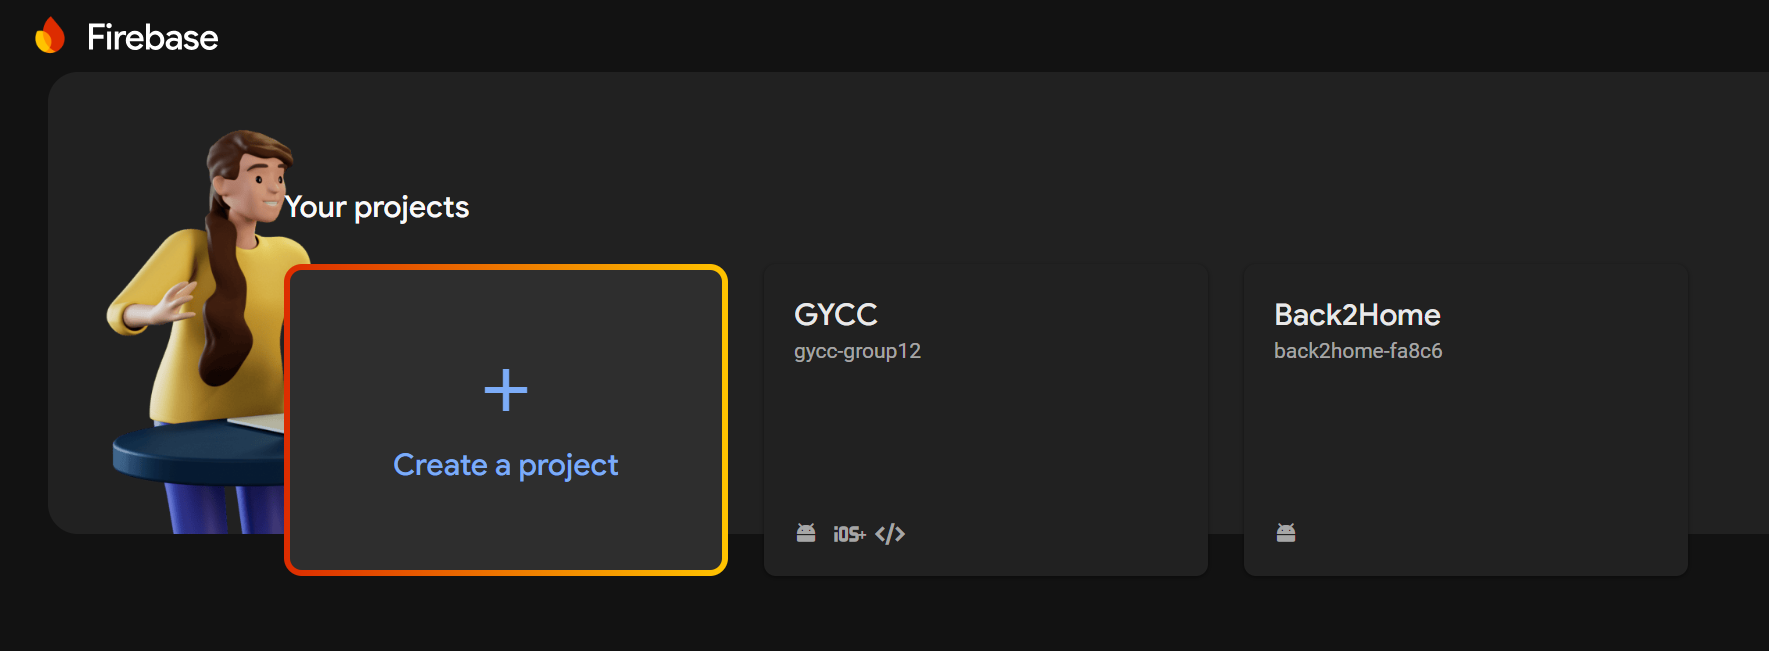 Firebase
Your projects
Create a project
GYCC
gycc-group12
iOS+
Back2Home
back2home-fa8c6